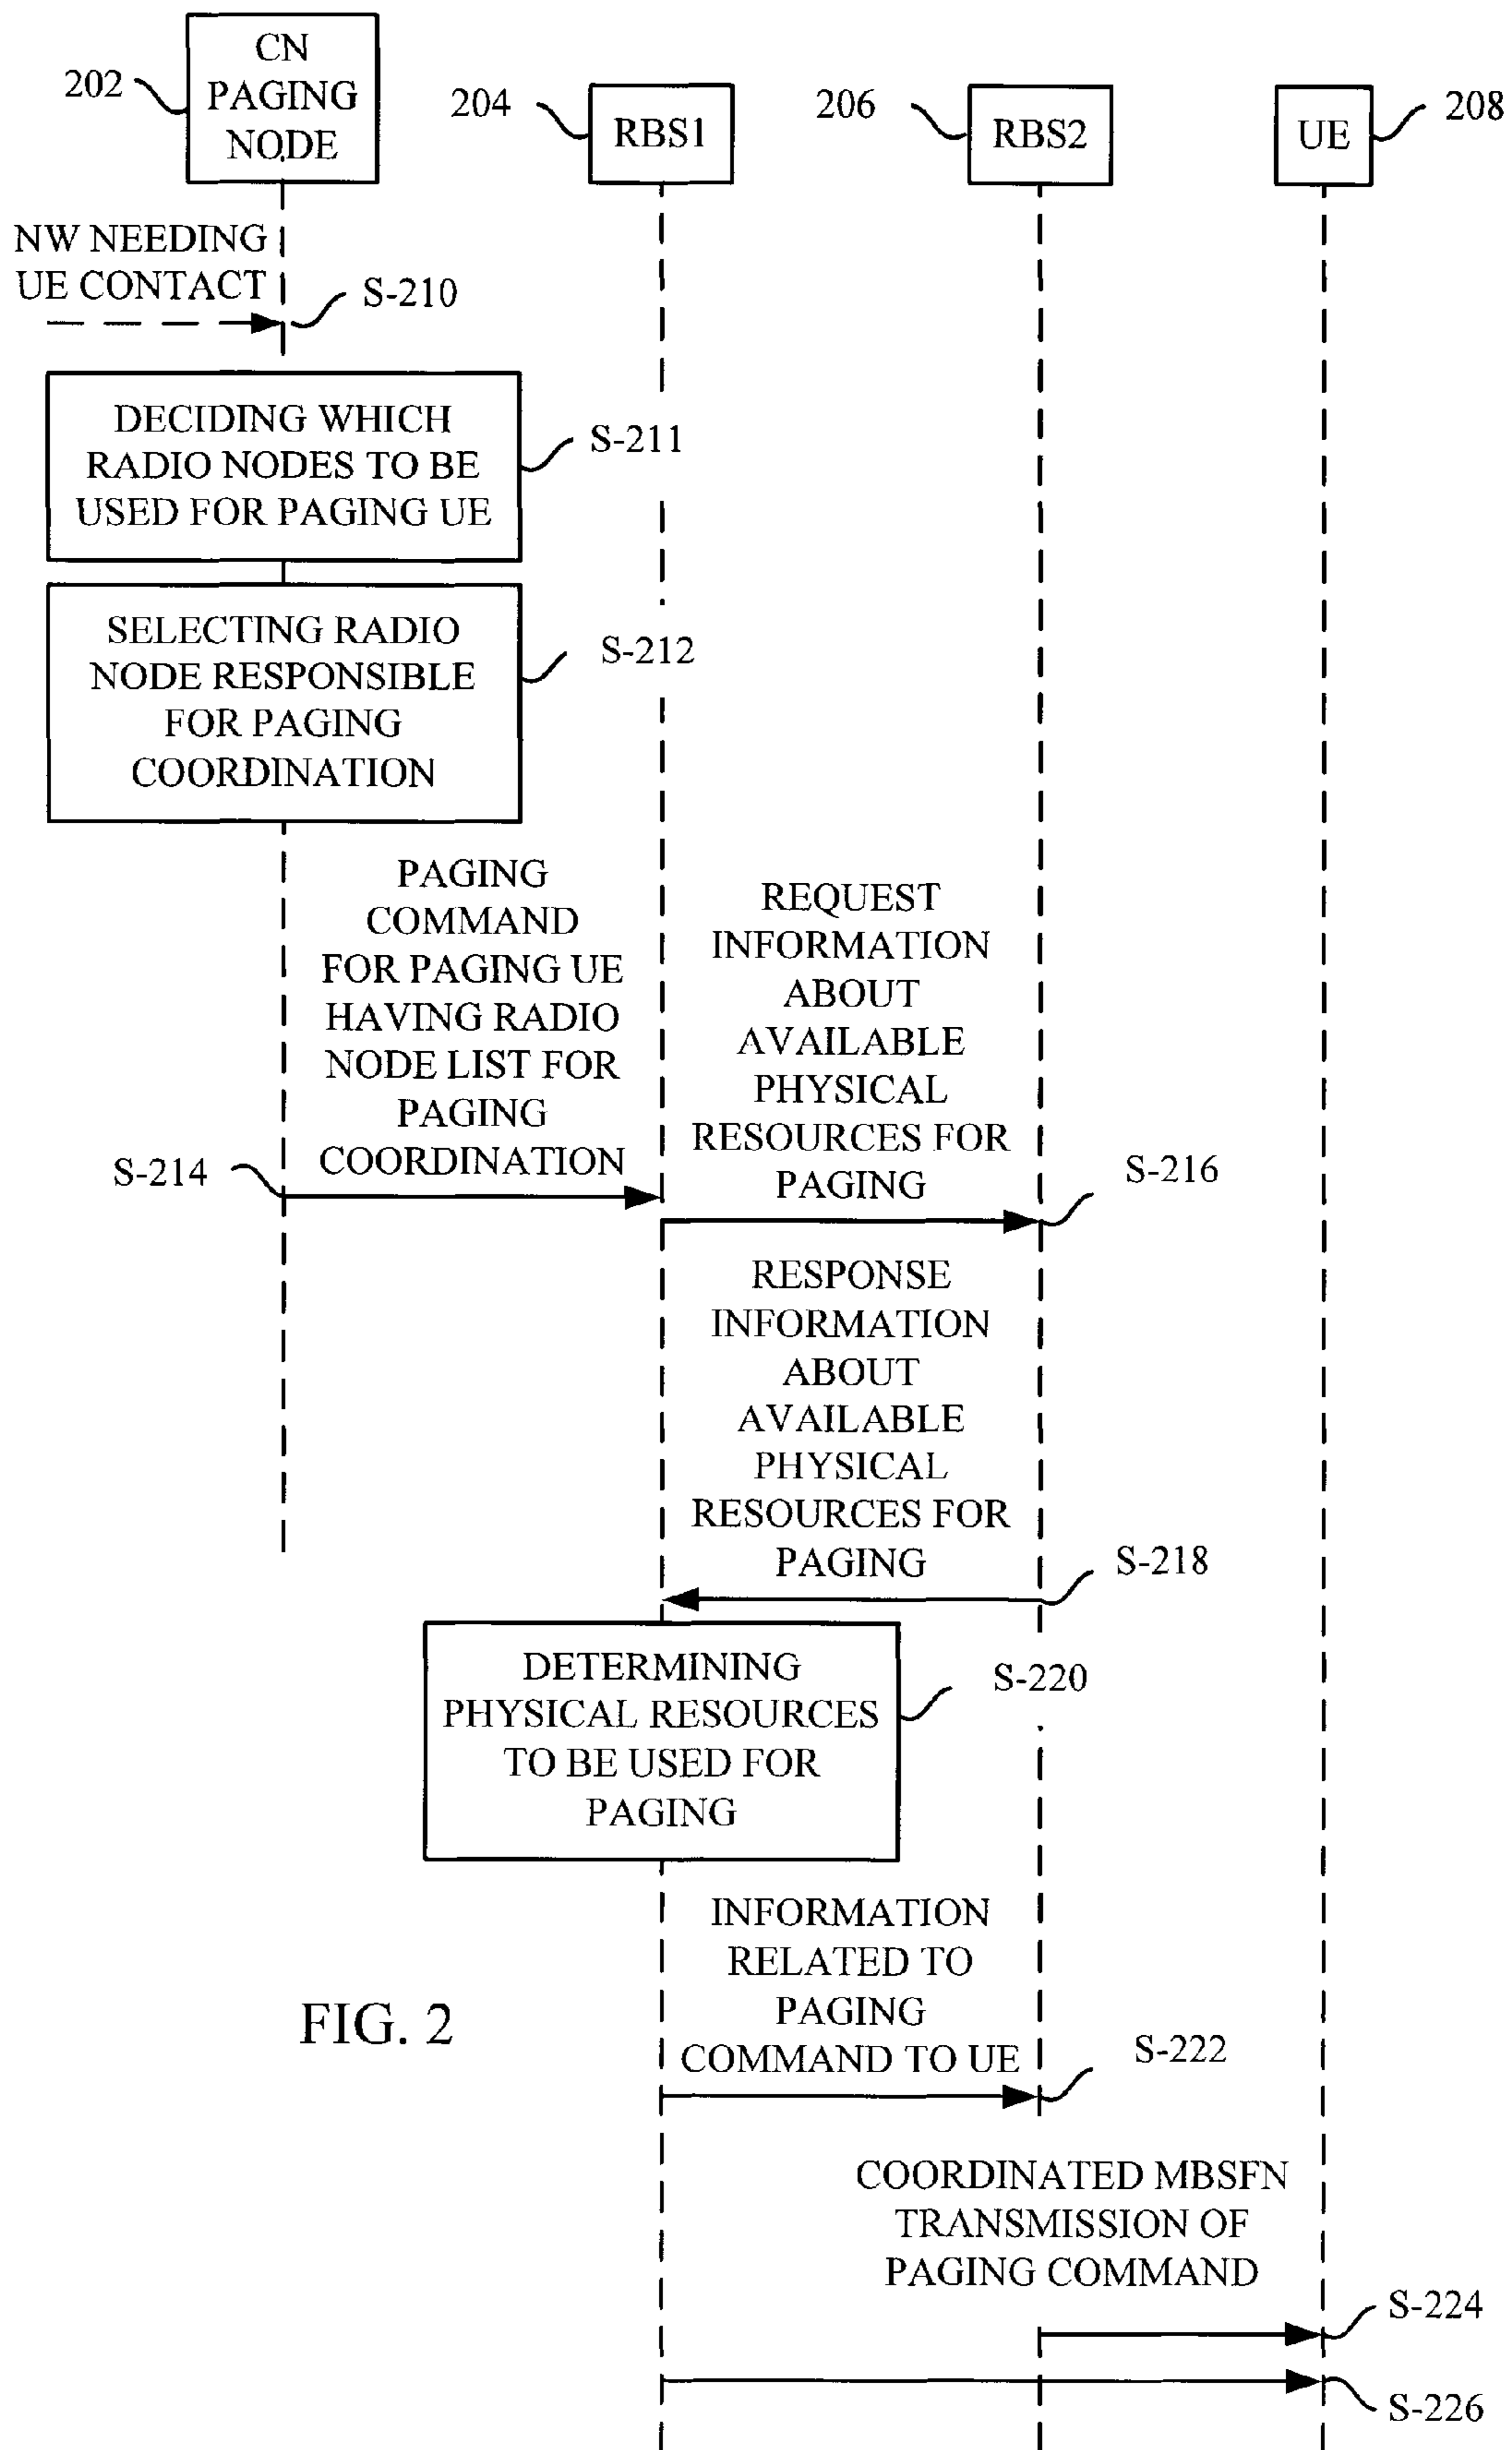 CN
PAGING
NODE
202
204
RBS1
206
RBS2
UE
208
NW NEEDING
UE CONTACT
S-210
DECIDING WHICH
RADIO NODES TO BE
USED FOR PAGING UE
S-211
SELECTING RADIO
NODE RESPONSIBLE
FOR PAGING
COORDINATION
S-212
PAGING
COMMAND
FOR PAGING UE
HAVING RADIO
NODE LIST FOR
PAGING
COORDINATION
S-214
REQUEST
INFORMATION
ABOUT
AVAILABLE
PHYSICAL
RESOURCES FOR
PAGING
S-216
RESPONSE
INFORMATION
ABOUT
AVAILABLE
PHYSICAL
RESOURCES FOR
PAGING
S-218
DETERMINING
PHYSICAL RESOURCES
TO BE USED FOR
PAGING
S-220
INFORMATION
RELATED TO
PAGING
COMMAND TO UE
S-222
FIG. 2
COORDINATED MBSFN
TRANSMISSION OF
PAGING COMMAND
S-224
S-226